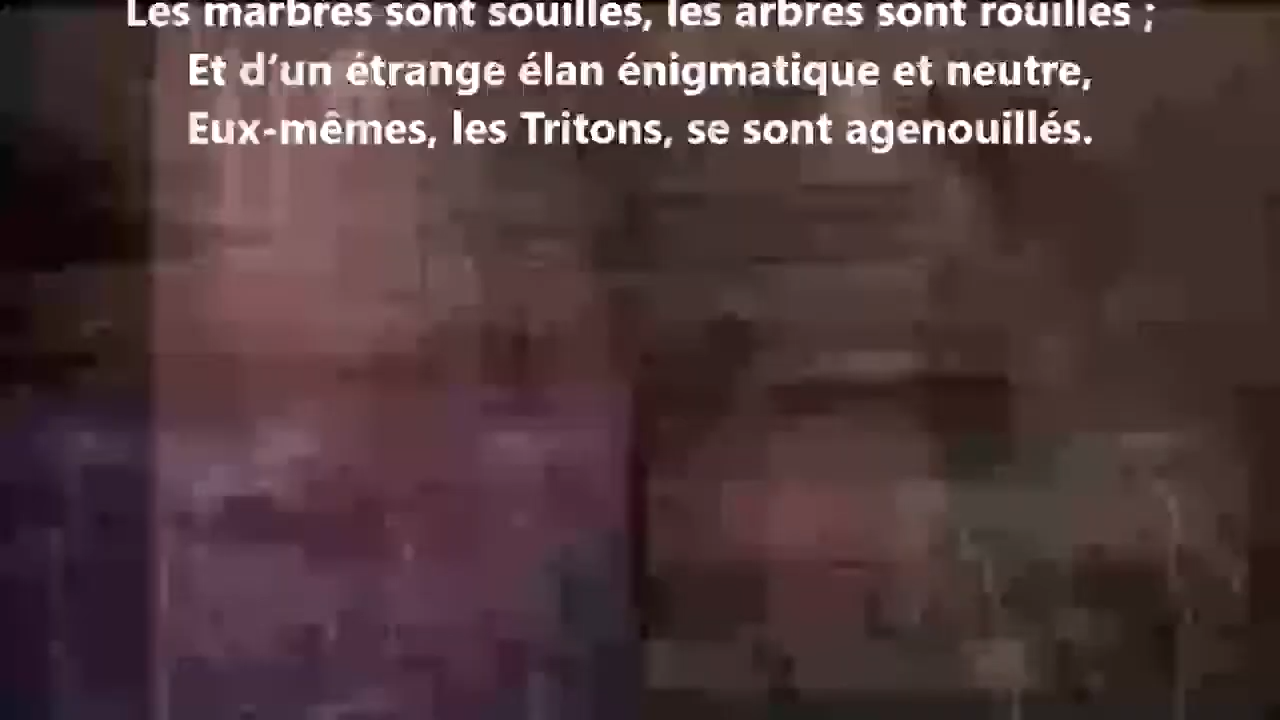 Les marbres sont souillés, les arbres sont rouillés ;
Et d’un étrange élan énigmatique et neutre,
Eux-mêmes, les Tritons, se sont agenouillés.